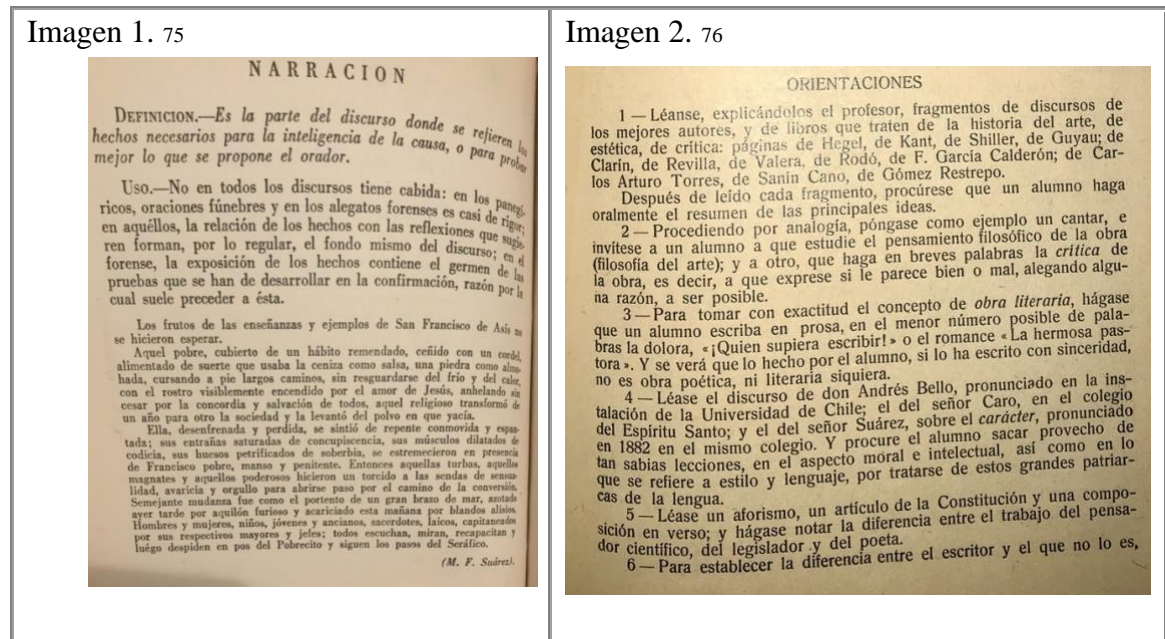 Imagen 1. 75
NARRACION
DEFINICION.—Es la parte del discurso donde se refieren los
hechos necesarios para la inteligencia de la causa, o para probar
mejor lo que se propone el orador.
USO.—No en todos los discursos tiene cabida: en los panegí-
ricos, oraciones fúnebres y en los alegatos forenses es casi de rigor;
en aquéllos, la relación de los hechos con las reflexiones que sugie-
ren forman, por lo regular, el fondo mismo del discurso; en el
forense, la exposición de los hechos contiene el germen de las
pruebas que se han de desarrollar en la confirmación, razón por la
cual suele preceder a ésta.
Los frutos de las enseñanzas y ejemplos de San Francisco de Asís no
se hicieron esperar.
Aquel pobre, cubierto de un hábito remendado, ceñido con un cordel,
alimentado de suerte que usaba la ceniza como salsa, una piedra como almo-
hada, cursando a pie largos caminos, sin resguardarse del frío y del calor,
con el rostro visiblemente encendido por el amor de Jesús, anhelando sin
cesar por la concordia y salvación de todos, aquel religioso transformó de
un año para otro la sociedad y la levantó del polvo en que yacía.
Ella, desenfrenada y perdida, se sintió de repente conmovida y espan-
tada; sus entrañas saturadas de concupiscencia, sus músculos dilatados de
codicia, sus huesos petrificados de soberbia, se estremecieron en presencia
de Francisco pobre, manso y penitente. Entonces aquellas turbas, aquellos
magnates y aquellos poderosos hicieron un torcido a las sendas de sensua-
lidad, avaricia y orgullo para abrirse paso por el camino de la conversión.
Semejante mudanza fue como el portento de un gran brazo de mar, azotado
ayer tarde por aquilón furioso y acariciado esta mañana por blandos alisios.
Hombres y mujeres, niños, jóvenes y ancianos, sacerdotes, laicos, capitaneados
por sus respectivos mayores y jefes; todos escuchan, miran, recapacitan y
luégo despiden en pos del Pobrecito y siguen los pasos del Seráfico.
(M. F. Suárez).
Imagen 2. 76
ORIENTACIONES
1 — Léanse, explicándolos el profesor, fragmentos de discursos de
los mejores autores, y de libros que traten de la historia del arte, de
estética, de crítica: páginas de Hegel, de Kant, de Shiller, de Guyau; de
Clarín, de Revilla, de Valera, de Rodó, de F. García Calderón; de Car-
los Arturo Torres, de Sanín Cano, de Gómez Restrepo.
Después de leído cada fragmento, procúrese que un alumno haga
oralmente el resumen de las principales ideas.
2 — Procediendo por analogía, póngase como ejemplo un cantar, e
invítese a un alumno a que estudie el pensamiento filosófico de la obra
(filosofía del arte); y a otro, que haga en breves palabras la crítica de
la obra, es decir, a que exprese si le parece bien o mal, alegando algu-
na razón, a ser posible.
3 — Para tomar con exactitud el concepto de obra literaria, hágase
que un alumno escriba en prosa, en el menor número posible de pala-
bras la dolora, «¡Quien supiera escribir!» o el romance «La hermosa pas-
tora». Y se verá que lo hecho por el alumno, si lo ha escrito con sinceridad,
no es obra poética, ni literaria siquiera.
4 — Léase el discurso de don Andrés Bello, pronunciado en la ins-
talación de la Universidad de Chile; el del señor Caro, en el colegio
del Espíritu Santo; y el del señor Suárez, sobre el carácter, pronunciado
en 1882 en el mismo colegio. Y procure el alumno sacar provecho de
tan sabias lecciones, en el aspecto moral e intelectual, así como en lo
que se refiere a estilo y lenguaje, por tratarse de estos grandes patriar-
cas de la lengua.
5 — Léase un aforismo, un artículo de la Constitución y una compo-
sición en verso; y hágase notar la diferencia entre el trabajo del pensa-
dor científico, del legislador y del poeta.
6 — Para establecer la diferencia entre el escritor y el que no lo es,